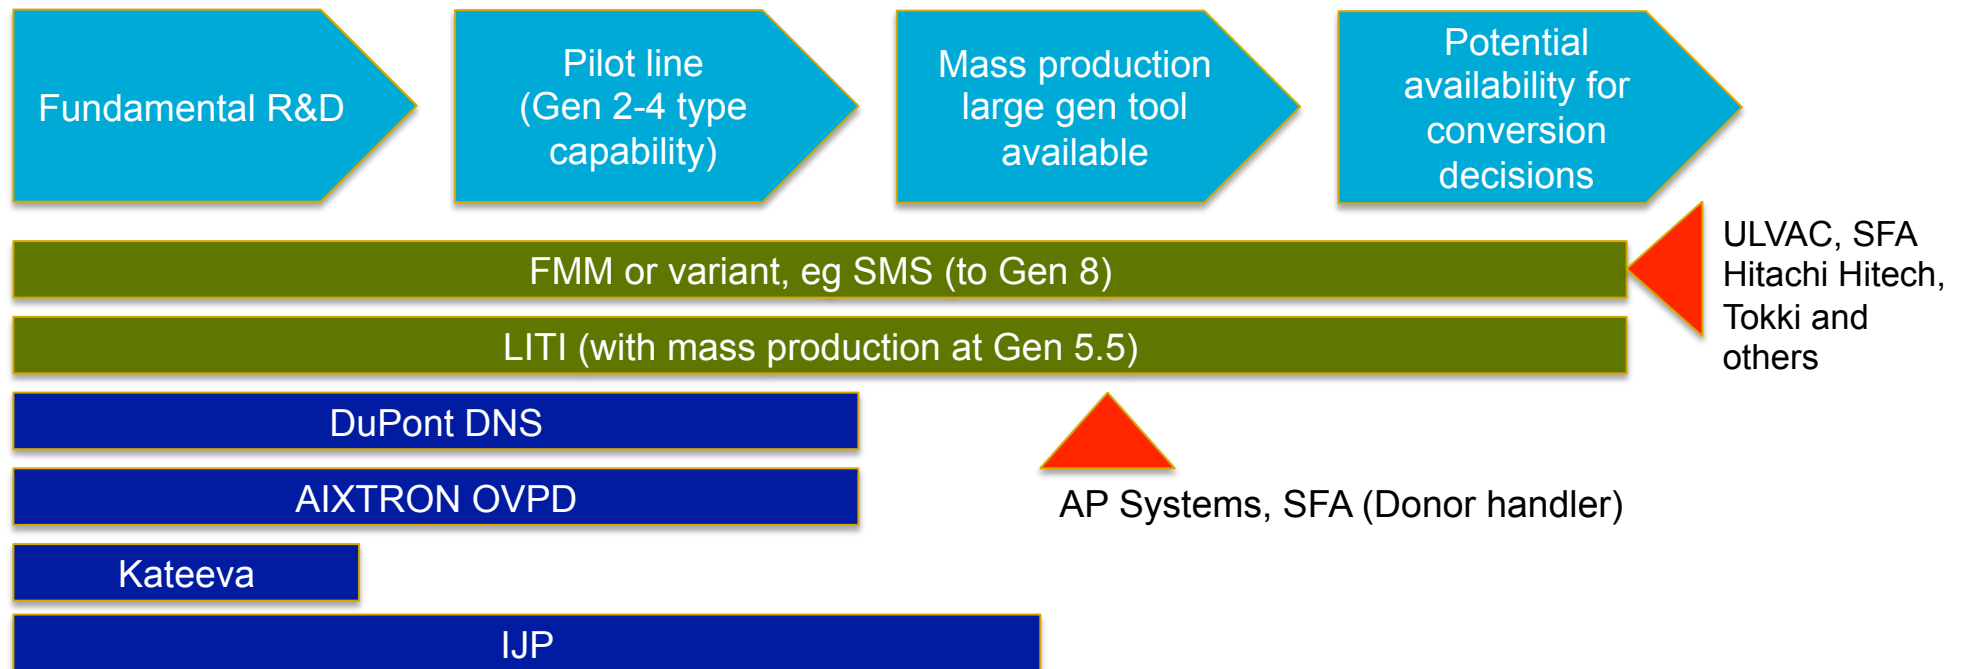 Fundamental R&D
Pilot line
(Gen 2-4 type
capability)
Mass production
large gen tool
available
Potential
availability for
conversion
decisions
FMM or variant, eg SMS (to Gen 8)
ULVAC, SFA
Hitachi Hitech,
Tokki and
others
LITI (with mass production at Gen 5.5)
DuPont DNS
AIXTRON OVPD
AP Systems, SFA (Donor handler)
Kateeva
IJP